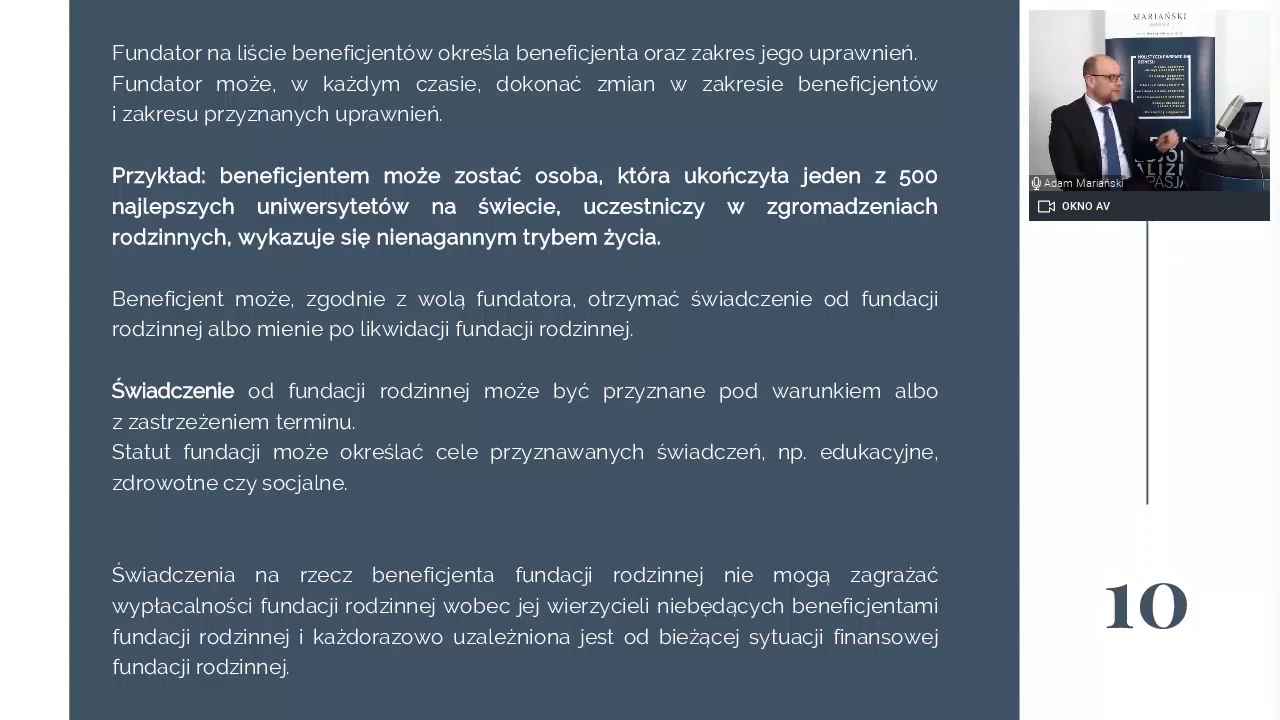 Fundator na liście beneficjentów określa beneficjenta oraz zakres jego uprawnień.
Fundator może, w każdym czasie, dokonać zmian w zakresie beneficjentów
i zakresu przyznanych uprawnień.
Przykład: beneficjentem może zostać osoba, która ukończyła jeden z 500
najlepszych uniwersytetów na świecie, uczestniczy w zgromadzeniach
rodzinnych, wykazuje się nienagannym trybem życia.
Beneficjent może, zgodnie z wolą fundatora, otrzymać świadczenie od fundacji
rodzinnej albo mienie po likwidacji fundacji rodzinnej.
Świadczenie od fundacji rodzinnej może być przyznane pod warunkiem albo
z zastrzeżeniem terminu.
Statut fundacji może określać cele przyznawanych świadczeń, np. edukacyjne,
zdrowotne czy socjalne.
Świadczenia na rzecz beneficjenta fundacji rodzinnej nie mogą zagrażać
wypłacalności fundacji rodzinnej wobec jej wierzycieli niebędących beneficjentami
fundacji rodzinnej i każdorazowo uzależniona jest od bieżącej sytuacji finansowej
fundacji rodzinnej.
MARIAŃSKI
GROUP
BIZNESU
Adam Mariański
OKNO AV
10